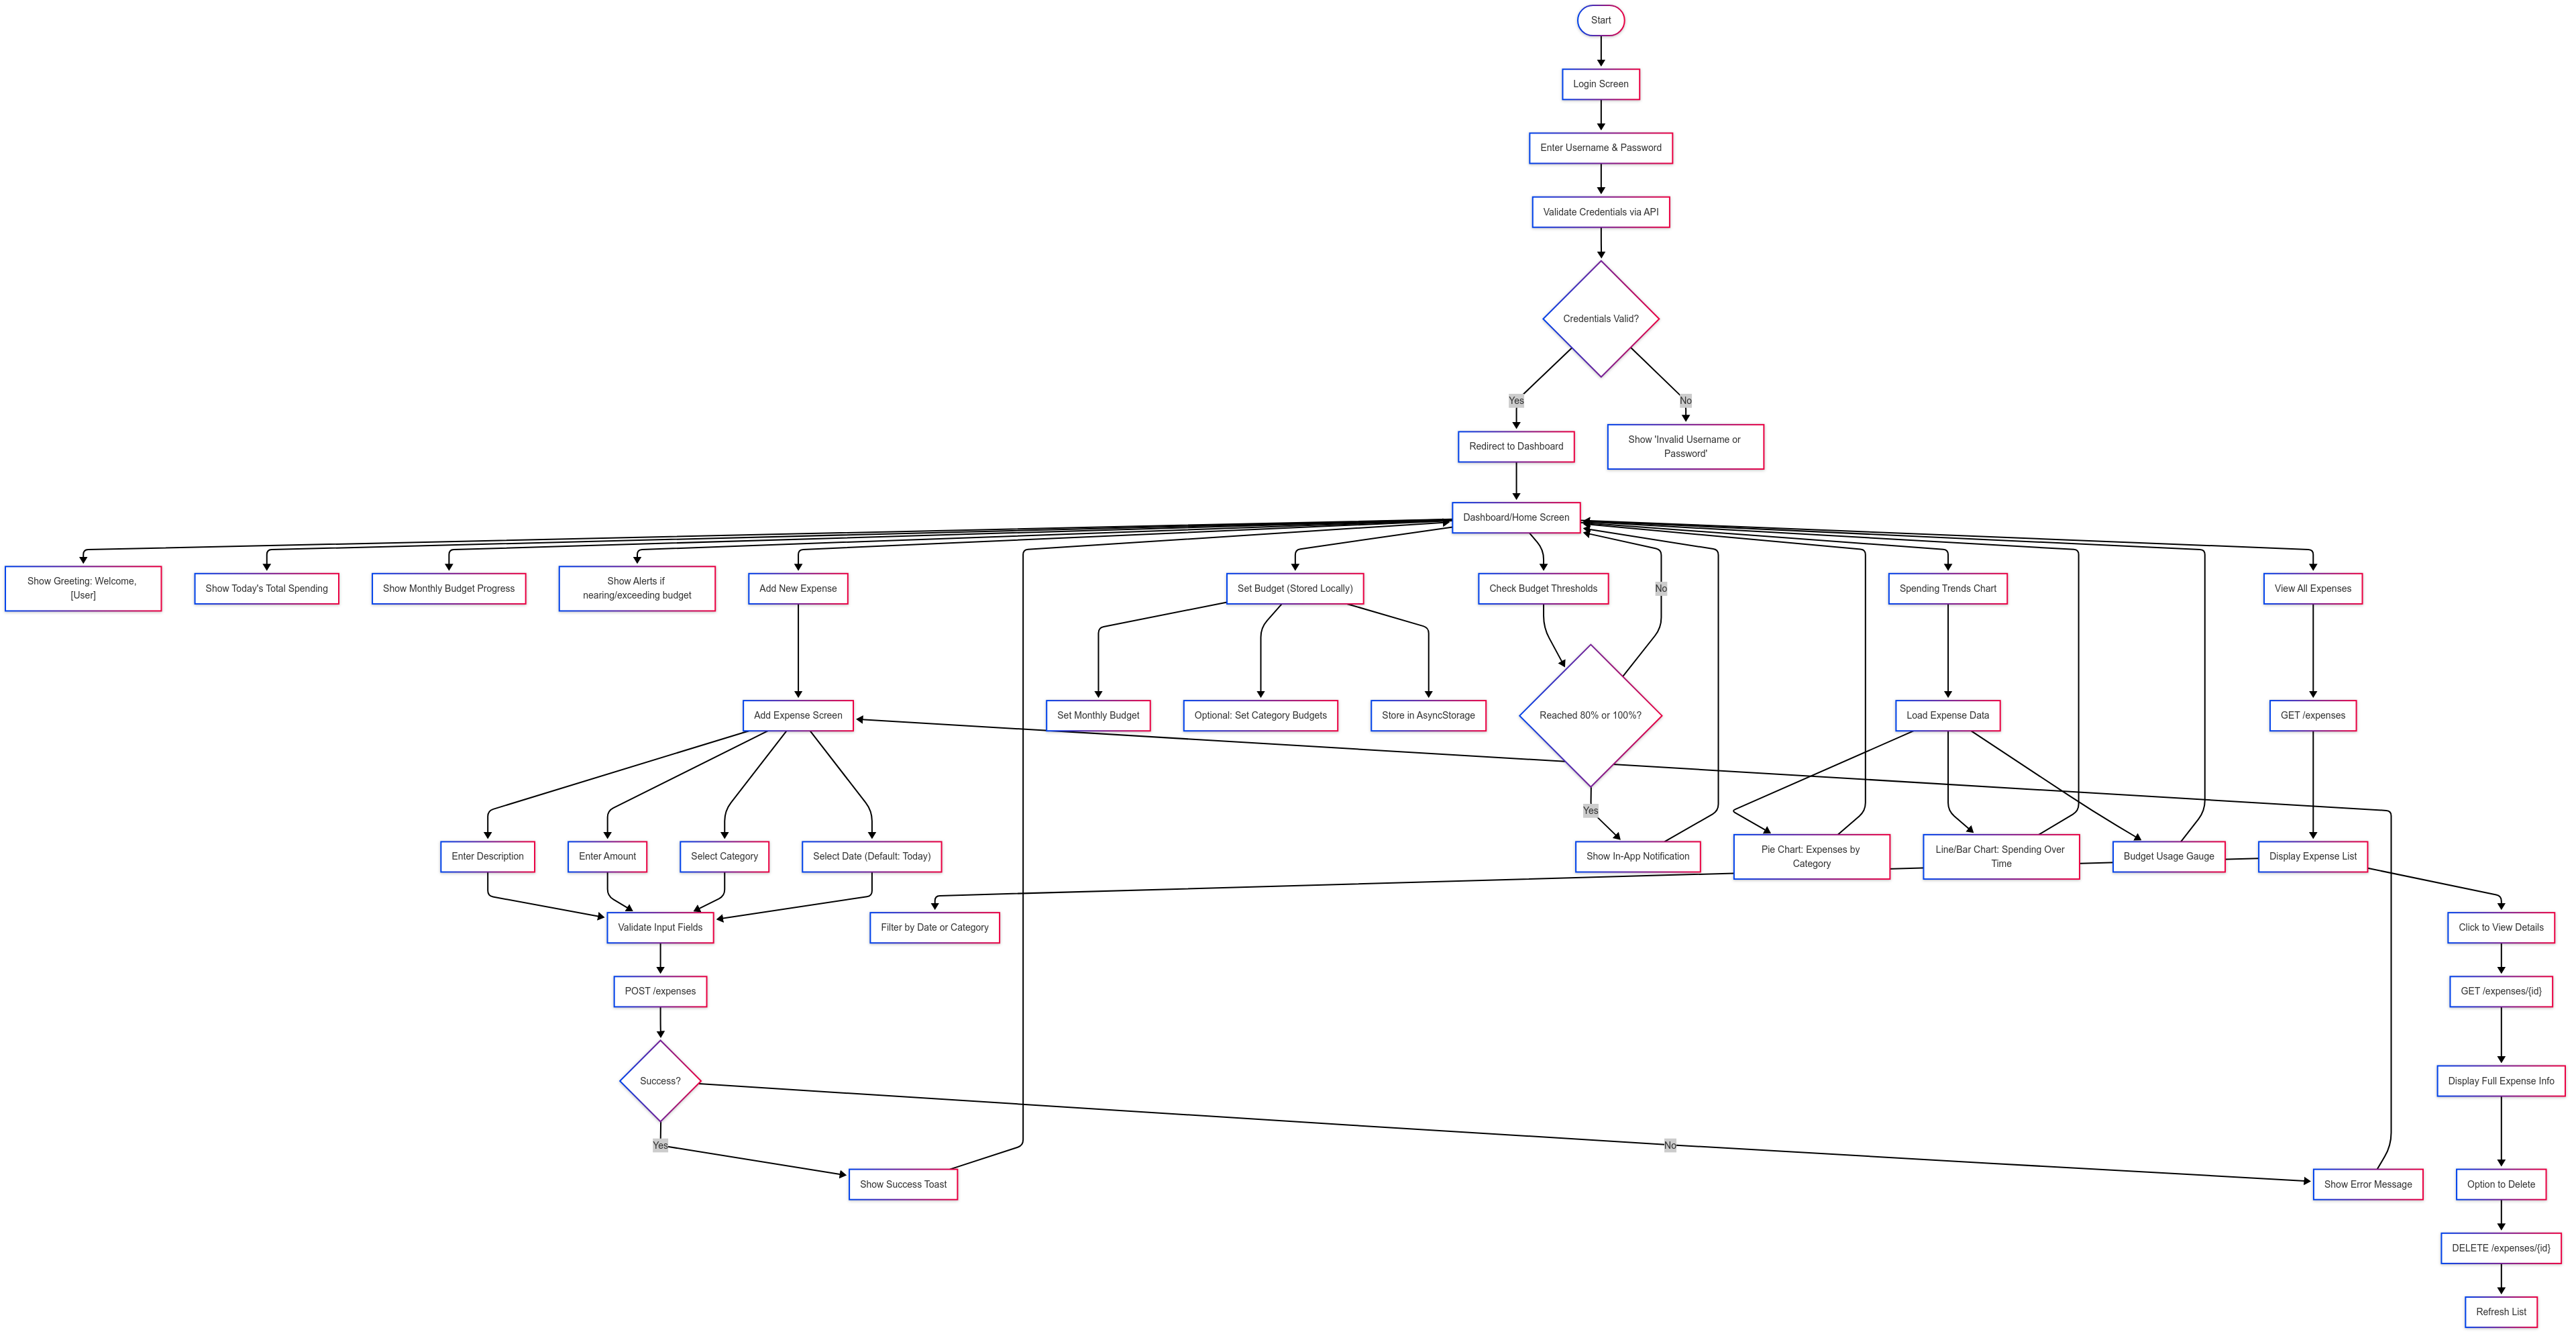 Start
Login Screen
Enter Username & Password
Validate Credentials via API
Credentials Valid?
Yes
No
Redirect to Dashboard
Show 'Invalid Username or
Password'
Dashboard/Home Screen
Show Greeting: Welcome,
[User]
Show Today's Total Spending
Show Monthly Budget Progress
Show Alerts if
nearing/exceeding budget
Add New Expense
Set Budget (Stored Locally)
Check Budget Thresholds
No
Spending Trends Chart
View All Expenses
Add Expense Screen
Set Monthly Budget
Optional: Set Category Budgets
Store in AsyncStorage
Reached 80% or 100%?
Load Expense Data
GET /expenses
Yes
Enter Description
Enter Amount
Select Category
Select Date (Default: Today)
Show In-App Notification
Pie Chart: Expenses by
Category
Line/Bar Chart: Spending Over
Time
Budget Usage Gauge
Display Expense List
Validate Input Fields
Filter by Date or Category
Click to View Details
POST /expenses
GET /expenses/{id}
Success?
Display Full Expense Info
Yes
No
Show Success Toast
Show Error Message
Option to Delete
DELETE /expenses/{id}
Refresh List